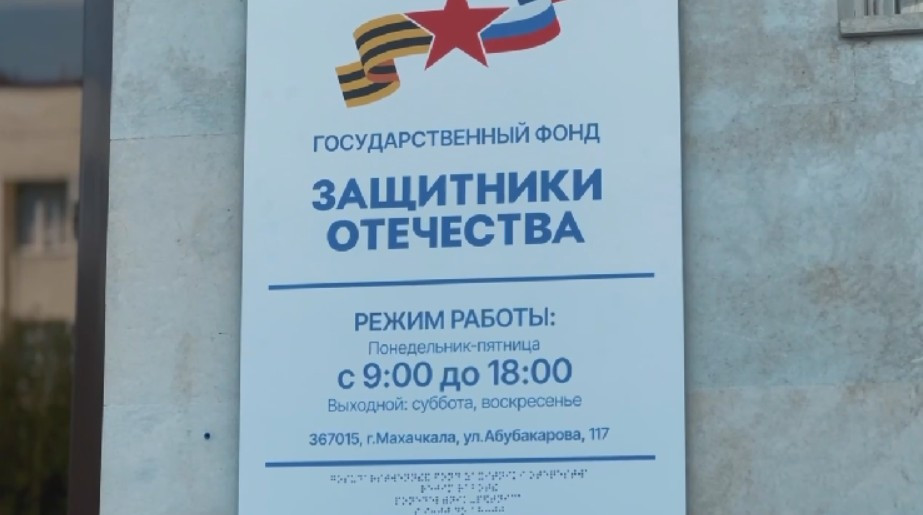 ГОСУДАРСТВЕННЫЙ ФОНД
ЗАЩИТНИКИ
ОТЕЧЕСТВА
РЕЖИМ РАБОТЫ:
Понедельник-пятница
с 9:00 до 18:00
Выходной: суббота, воскресенье
367015, г.Махачкала, ул.Абубакарова, 117